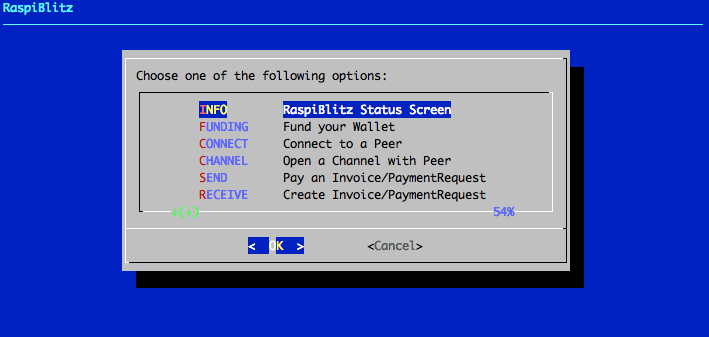 RaspiBlitz
Choose one of the following options:
INFO RaspiBlitz Status Screen
FUNDING Fund your Wallet
CONNECT Connect to a Peer
CHANNEL Open a Channel with Peer
SEND Pay an Invoice/PaymentRequest
RECEIVE Create Invoice/PaymentRequest
↓(+) 54%
< OK > <Cancel>